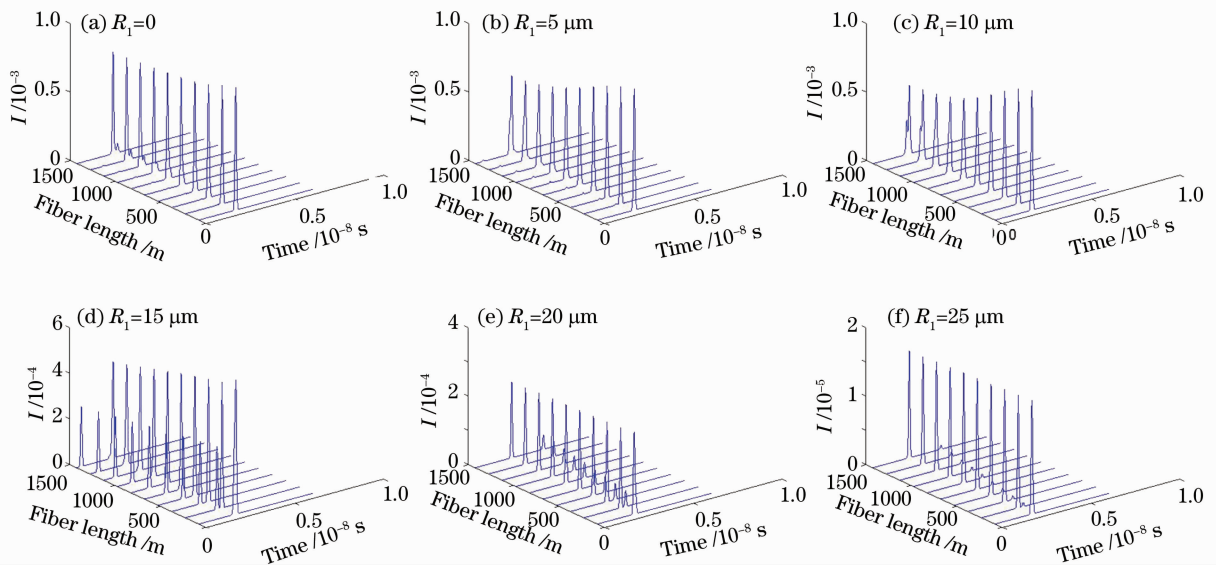 (a) R₁=0
1.0
0.5
0
I /10⁻³
1500
1000
500
0
Fiber length /m
0.5
1.0
Time /10⁻⁸ s
(b) R₁=5 μm
1.0
0.5
0
I /10⁻³
1500
1000
500
0
Fiber length /m
0.5
1.0
Time /10⁻⁸ s
(c) R₁=10 μm
1.0
0.5
0
I /10⁻³
1500
1000
500
0 0
Fiber length /m
0.5
1.0
Time /10⁻⁸ s
(d) R₁=15 μm
6
4
2
0
I /10⁻⁴
1500
1000
500
0
Fiber length /m
0.5
1.0
Time /10⁻⁸ s
(e) R₁=20 μm
4
2
0
I /10⁻⁴
1500
1000
500
0
Fiber length /m
0.5
1.0
Time /10⁻⁸ s
(f) R₁=25 μm
2
1
0
I /10⁻⁵
1500
1000
500
0
Fiber length /m
0.5
1.0
Time /10⁻⁸ s